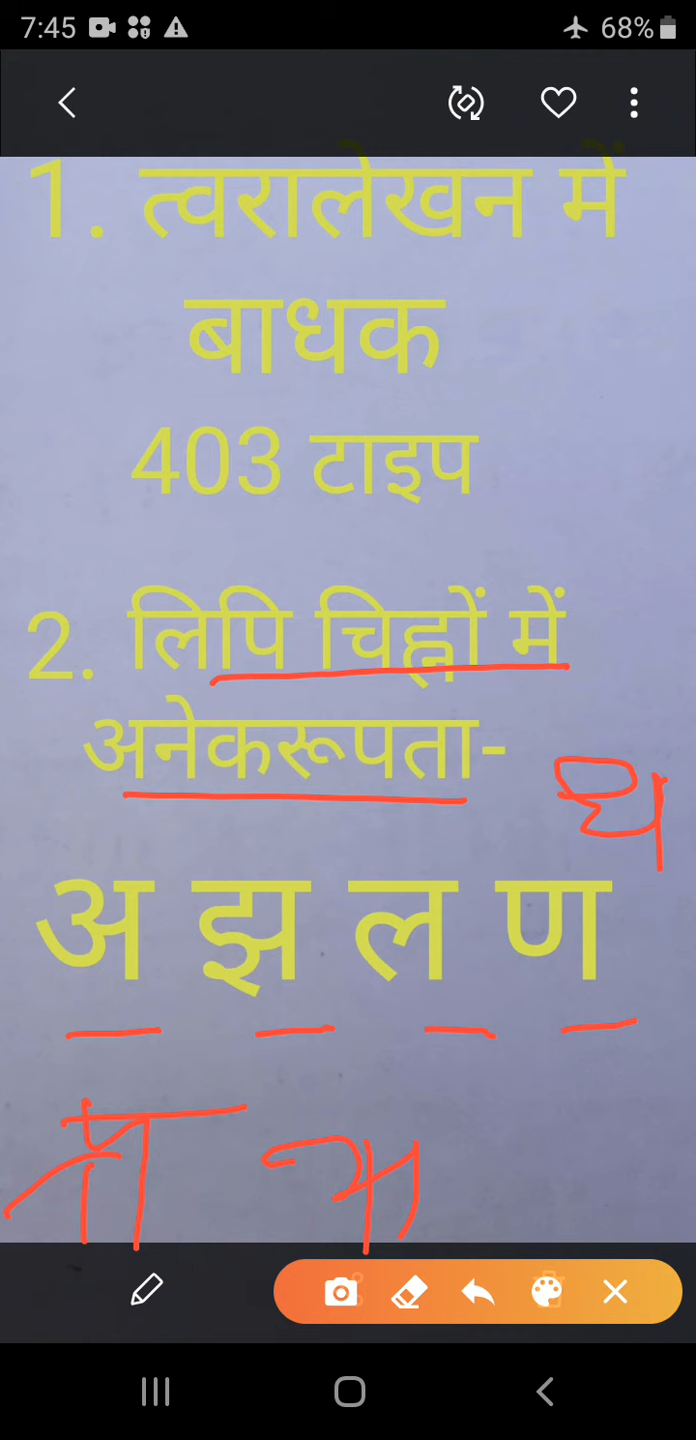 7:45 68%
1. त्वरालेखन में
बाधक
403 टाइप
2. लिपि चिह्नों में
अनेकरूपता-
अ झ ल ण